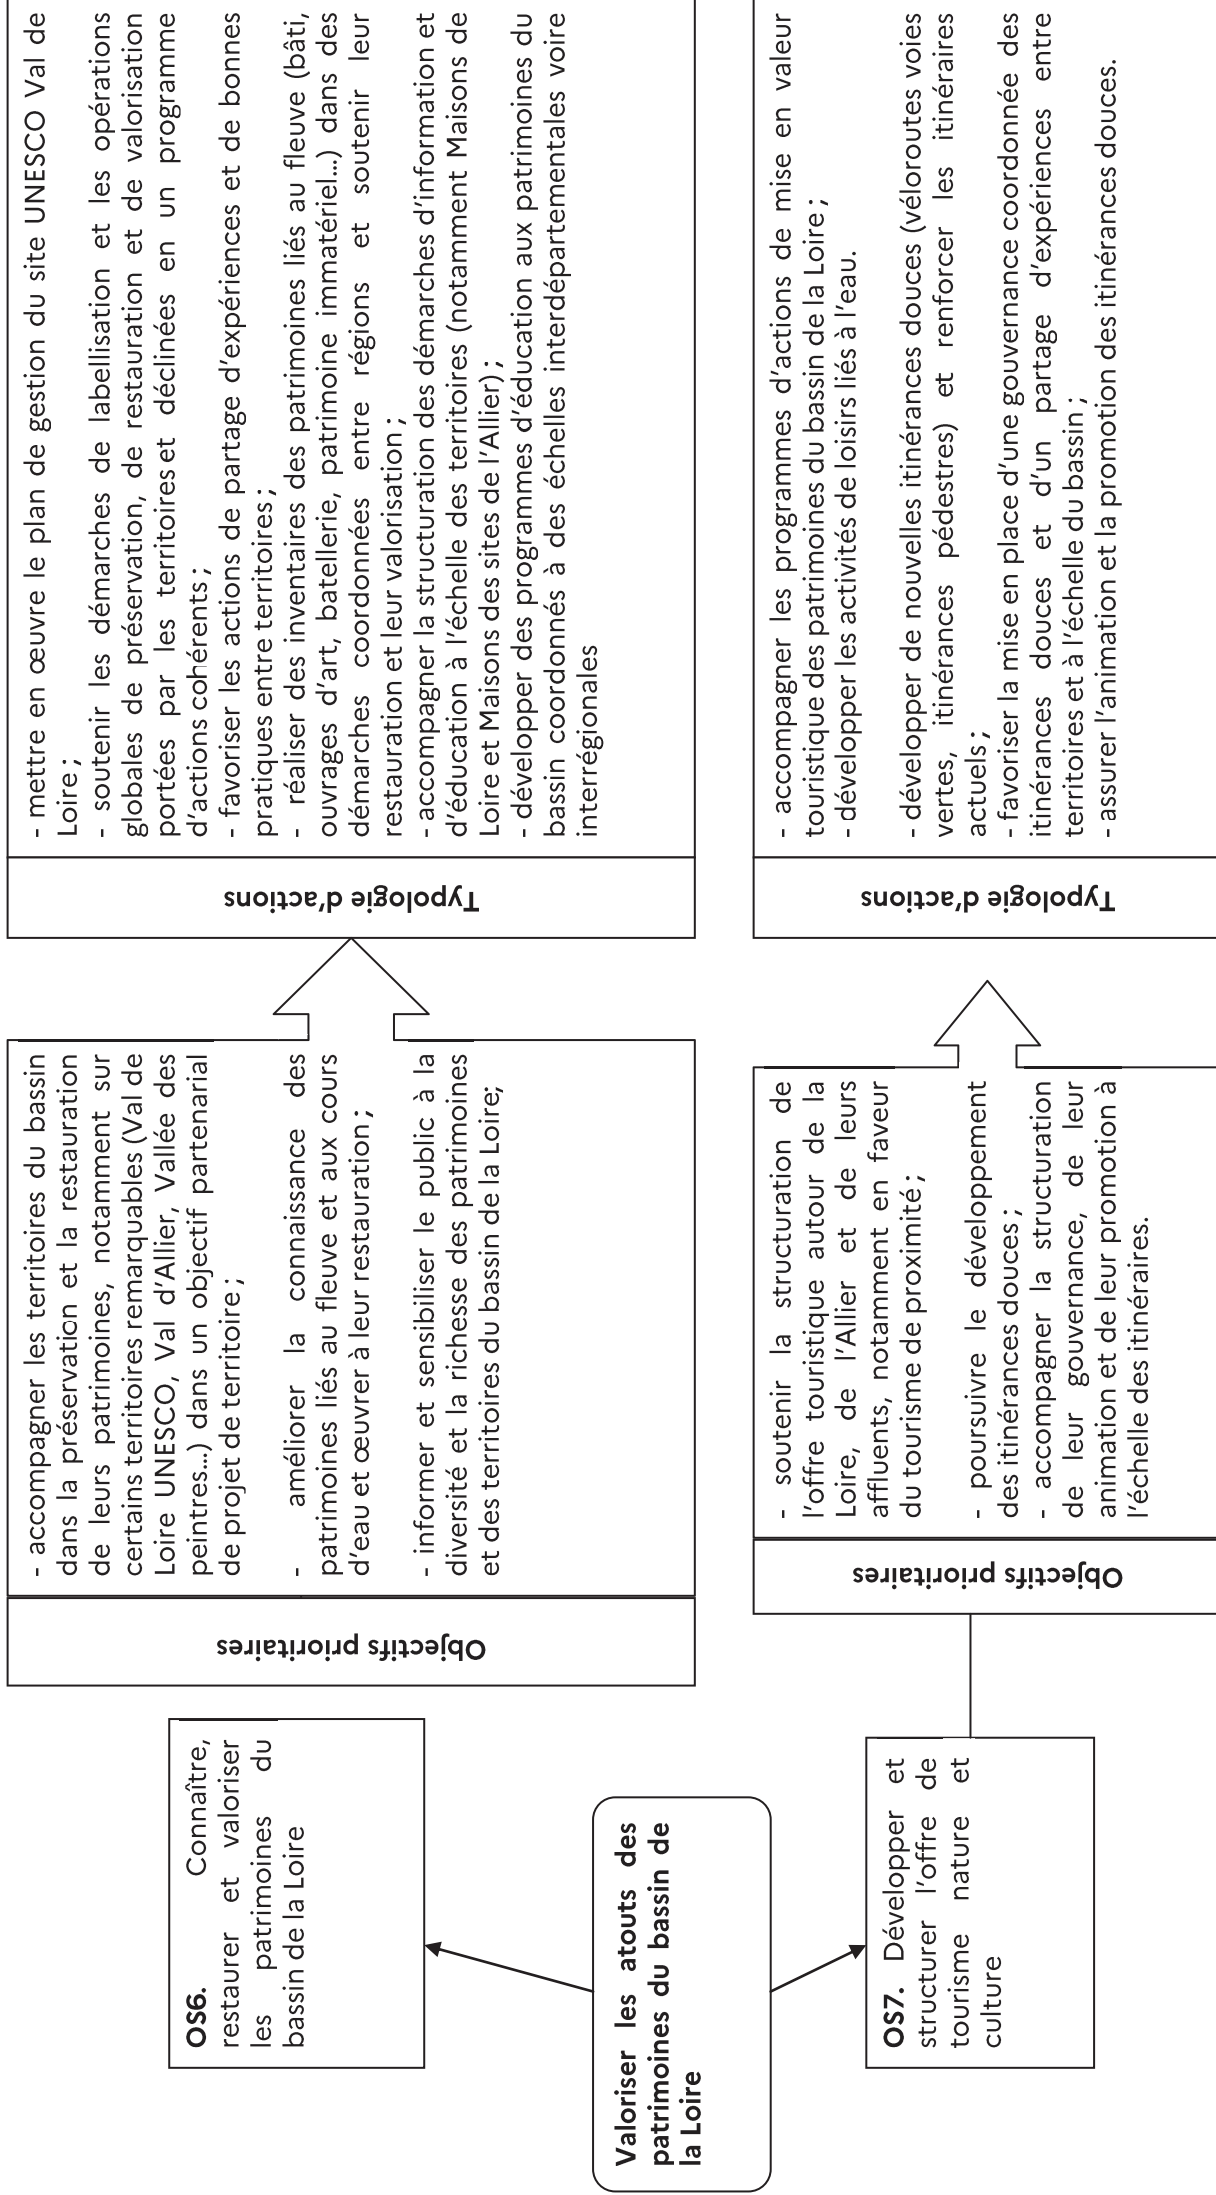 Valoriser les atouts des
patrimoines du bassin de
la Loire
OS6. Connaître,
restaurer et valoriser
les patrimoines du
bassin de la Loire
Objectifs prioritaires
- accompagner les territoires du bassin
dans la préservation et la restauration
de leurs patrimoines, notamment sur
certains territoires remarquables (Val de
Loire UNESCO, Val d'Allier, Vallée des
peintres…) dans un objectif partenarial
de projet de territoire ;
- améliorer la connaissance des
patrimoines liés au fleuve et aux cours
d'eau et œuvrer à leur restauration ;
- informer et sensibiliser le public à la
diversité et la richesse des patrimoines
et des territoires du bassin de la Loire;
Typologie d'actions
- mettre en œuvre le plan de gestion du site UNESCO Val de
Loire ;
- soutenir les démarches de labellisation et les opérations
globales de préservation, de restauration et de valorisation
portées par les territoires et déclinées en un programme
d'actions cohérents ;
- favoriser les actions de partage d'expériences et de bonnes
pratiques entre territoires ;
- réaliser des inventaires des patrimoines liés au fleuve (bâti,
ouvrages d'art, batellerie, patrimoine immatériel…) dans des
démarches coordonnées entre régions et soutenir leur
restauration et leur valorisation ;
- accompagner la structuration des démarches d'information et
d'éducation à l'échelle des territoires (notamment Maisons de
Loire et Maisons des sites de l'Allier) ;
- développer des programmes d'éducation aux patrimoines du
bassin coordonnés à des échelles interdépartementales voire
interrégionales
OS7. Développer et
structurer l'offre de
tourisme nature et
culture
Objectifs prioritaires
- soutenir la structuration de
l'offre touristique autour de la
Loire, de l'Allier et de leurs
affluents, notamment en faveur
du tourisme de proximité ;
- poursuivre le développement
des itinérances douces ;
- accompagner la structuration
de leur gouvernance, de leur
animation et de leur promotion à
l'échelle des itinéraires.
Typologie d'actions
- accompagner les programmes d'actions de mise en valeur
touristique des patrimoines du bassin de la Loire ;
- développer les activités de loisirs liés à l'eau.
- développer de nouvelles itinérances douces (véloroutes voies
vertes, itinérances pédestres) et renforcer les itinéraires
actuels ;
- favoriser la mise en place d'une gouvernance coordonnée des
itinérances douces et d'un partage d'expériences entre
territoires et à l'échelle du bassin ;
- assurer l'animation et la promotion des itinérances douces.